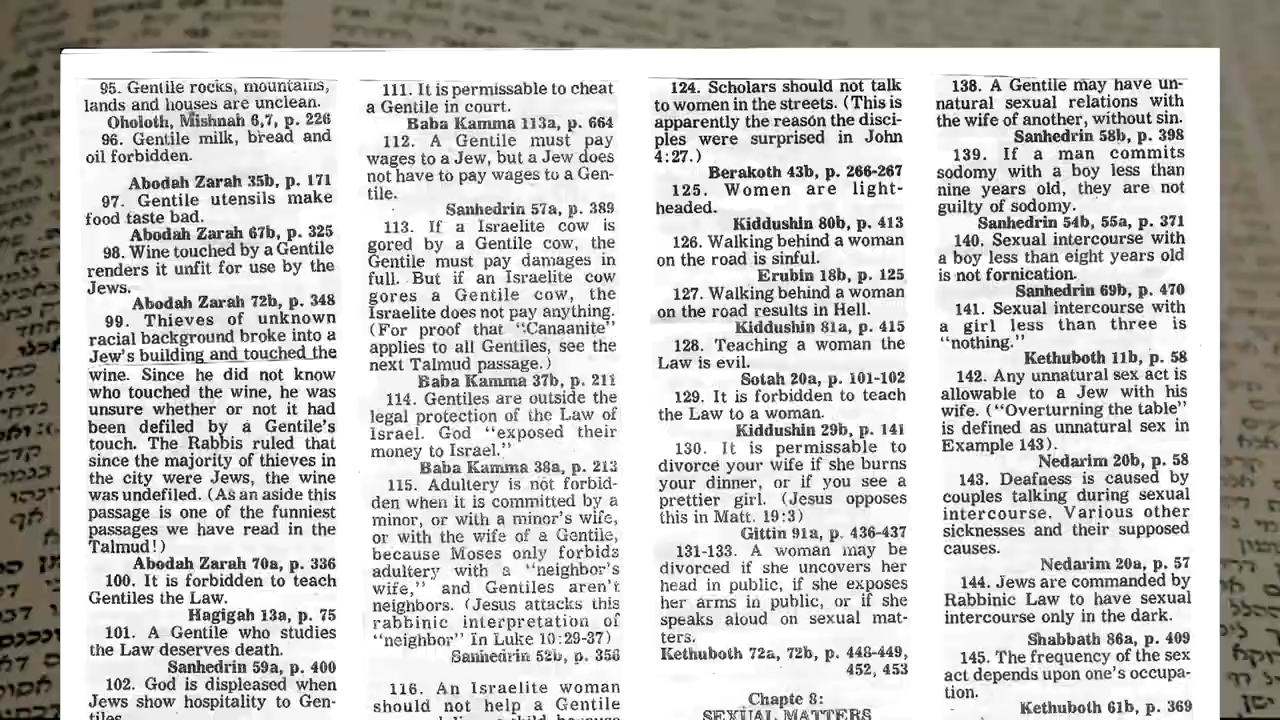 95. Gentile rocks, mountains,
lands and houses are unclean.
Oholoth, Mishnah 6,7, p. 226
96. Gentile milk, bread and
oil forbidden.
Abodah Zarah 35b, p. 171
97. Gentile utensils make
food taste bad.
Abodah Zarah 67b, p. 325
98. Wine touched by a Gentile
renders it unfit for use by the
Jews.
Abodah Zarah 72b, p. 348
99. Thieves of unknown
racial background broke into a
Jew's building and touched the
wine. Since he did not know
who touched the wine, he was
unsure whether or not it had
been defiled by a Gentile's
touch. The Rabbis ruled that
since the majority of thieves in
the city were Jews, the wine
was undefiled. (As an aside this
passage is one of the funniest
passages we have read in the
Talmud!)
Abodah Zarah 70a, p. 336
100. It is forbidden to teach
Gentiles the Law.
Hagigah 13a, p. 75
101. A Gentile who studies
the Law deserves death.
Sanhedrin 59a, p. 400
102. God is displeased when
Jews show hospitality to Gen-
tiles.
111. It is permissable to cheat
a Gentile in court.
Baba Kamma 113a, p. 664
112. A Gentile must pay
wages to a Jew, but a Jew does
not have to pay wages to a Gen-
tile.
Sanhedrin 57a, p. 389
113. If a Israelite cow is
gored by a Gentile cow, the
Gentile must pay damages in
full. But if an Israelite cow
gores a Gentile cow, the
Israelite does not pay anything.
(For proof that "Canaanite"
applies to all Gentiles, see the
next Talmud passage.)
Baba Kamma 37b, p. 211
114. Gentiles are outside the
legal protection of the Law of
Israel. God "exposed their
money to Israel."
Baba Kamma 38a, p. 213
115. Adultery is not forbid-
den when it is committed by a
minor, or with a minor's wife,
or with the wife of a Gentile,
because Moses only forbids
adultery with a "neighbor's
wife," and Gentiles aren't
neighbors. (Jesus attacks this
rabbinic interpretation of
"neighbor" in Luke 10:29-37)
Sanhedrin 52b, p. 356
116. An Israelite woman
should not help a Gentile
124. Scholars should not talk
to women in the streets. (This is
apparently the reason the disci-
ples were surprised in John
4:27.)
Berakoth 43b, p. 266-267
125. Women are light-
headed.
Kiddushin 80b, p. 413
126. Walking behind a woman
on the road is sinful.
Erubin 18b, p. 125
127. Walking behind a woman
on the road results in Hell.
Kiddushin 81a, p. 415
128. Teaching a woman the
Law is evil.
Sotah 20a, p. 101-102
129. It is forbidden to teach
the Law to a woman.
Kiddushin 29b, p. 141
130. It is permissable to
divorce your wife if she burns
your dinner, or if you see a
prettier girl. (Jesus opposes
this in Matt. 19:3)
Gittin 91a, p. 436-437
131-133. A woman may be
divorced if she uncovers her
head in public, if she exposes
her arms in public, or if she
speaks aloud on sexual mat-
ters.
Kethuboth 72a, 72b, p. 448-449,
452, 453
Chapte 8:
SEXUAL MATTERS
138. A Gentile may have un-
natural sexual relations with
the wife of another, without sin.
Sanhedrin 58b, p. 398
139. If a man commits
sodomy with a boy less than
nine years old, they are not
guilty of sodomy.
Sanhedrin 54b, 55a, p. 371
140. Sexual intercourse with
a boy less than eight years old
is not fornication.
Sanhedrin 69b, p. 470
141. Sexual intercourse with
a girl less than three is
"nothing."
Kethuboth 11b, p. 58
142. Any unnatural sex act is
allowable to a Jew with his
wife. ("Overturning the table"
is defined as unnatural sex in
Example 143).
Nedarim 20b, p. 58
143. Deafness is caused by
couples talking during sexual
intercourse. Various other
sicknesses and their supposed
causes.
Nedarim 20a, p. 57
144. Jews are commanded by
Rabbinic Law to have sexual
intercourse only in the dark.
Shabbath 86a, p. 409
145. The frequency of the sex
act depends upon one's occupa-
tion.
Kethuboth 61b, p. 369